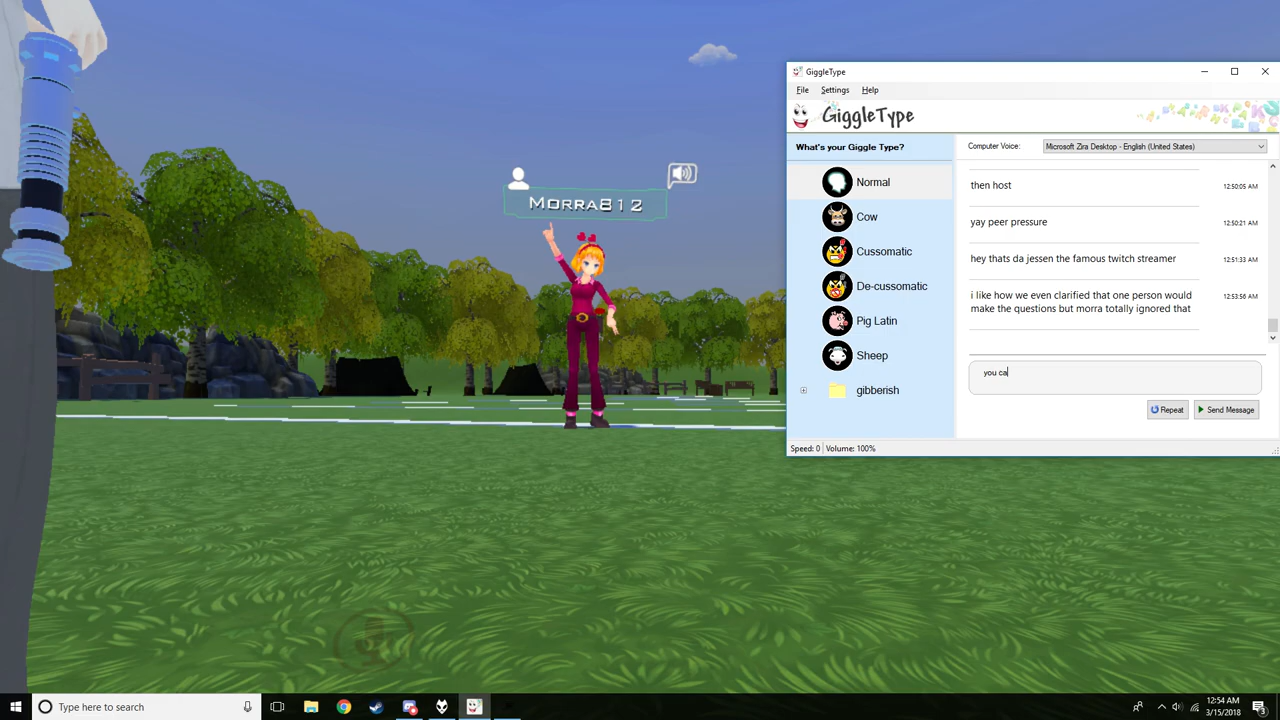 MORRA812
GiggleType
File Settings Help
GiggleType
What's your Giggle Type?
Computer Voice: Microsoft Zira Desktop - English (United States)
Normal
Cow
Cussomatic
De-cussomatic
Pig Latin
Sheep
gibberish
then host 12:50:05 AM
yay peer pressure 12:50:21 AM
hey thats da jessen the famous twitch streamer 12:51:33 AM
i like how we even clarified that one person would 12:53:56 AM
make the questions but morra totally ignored that
you ca
Repeat Send Message
Speed: 0 Volume: 100%
Type here to search
12:54 AM
3/15/2018
3